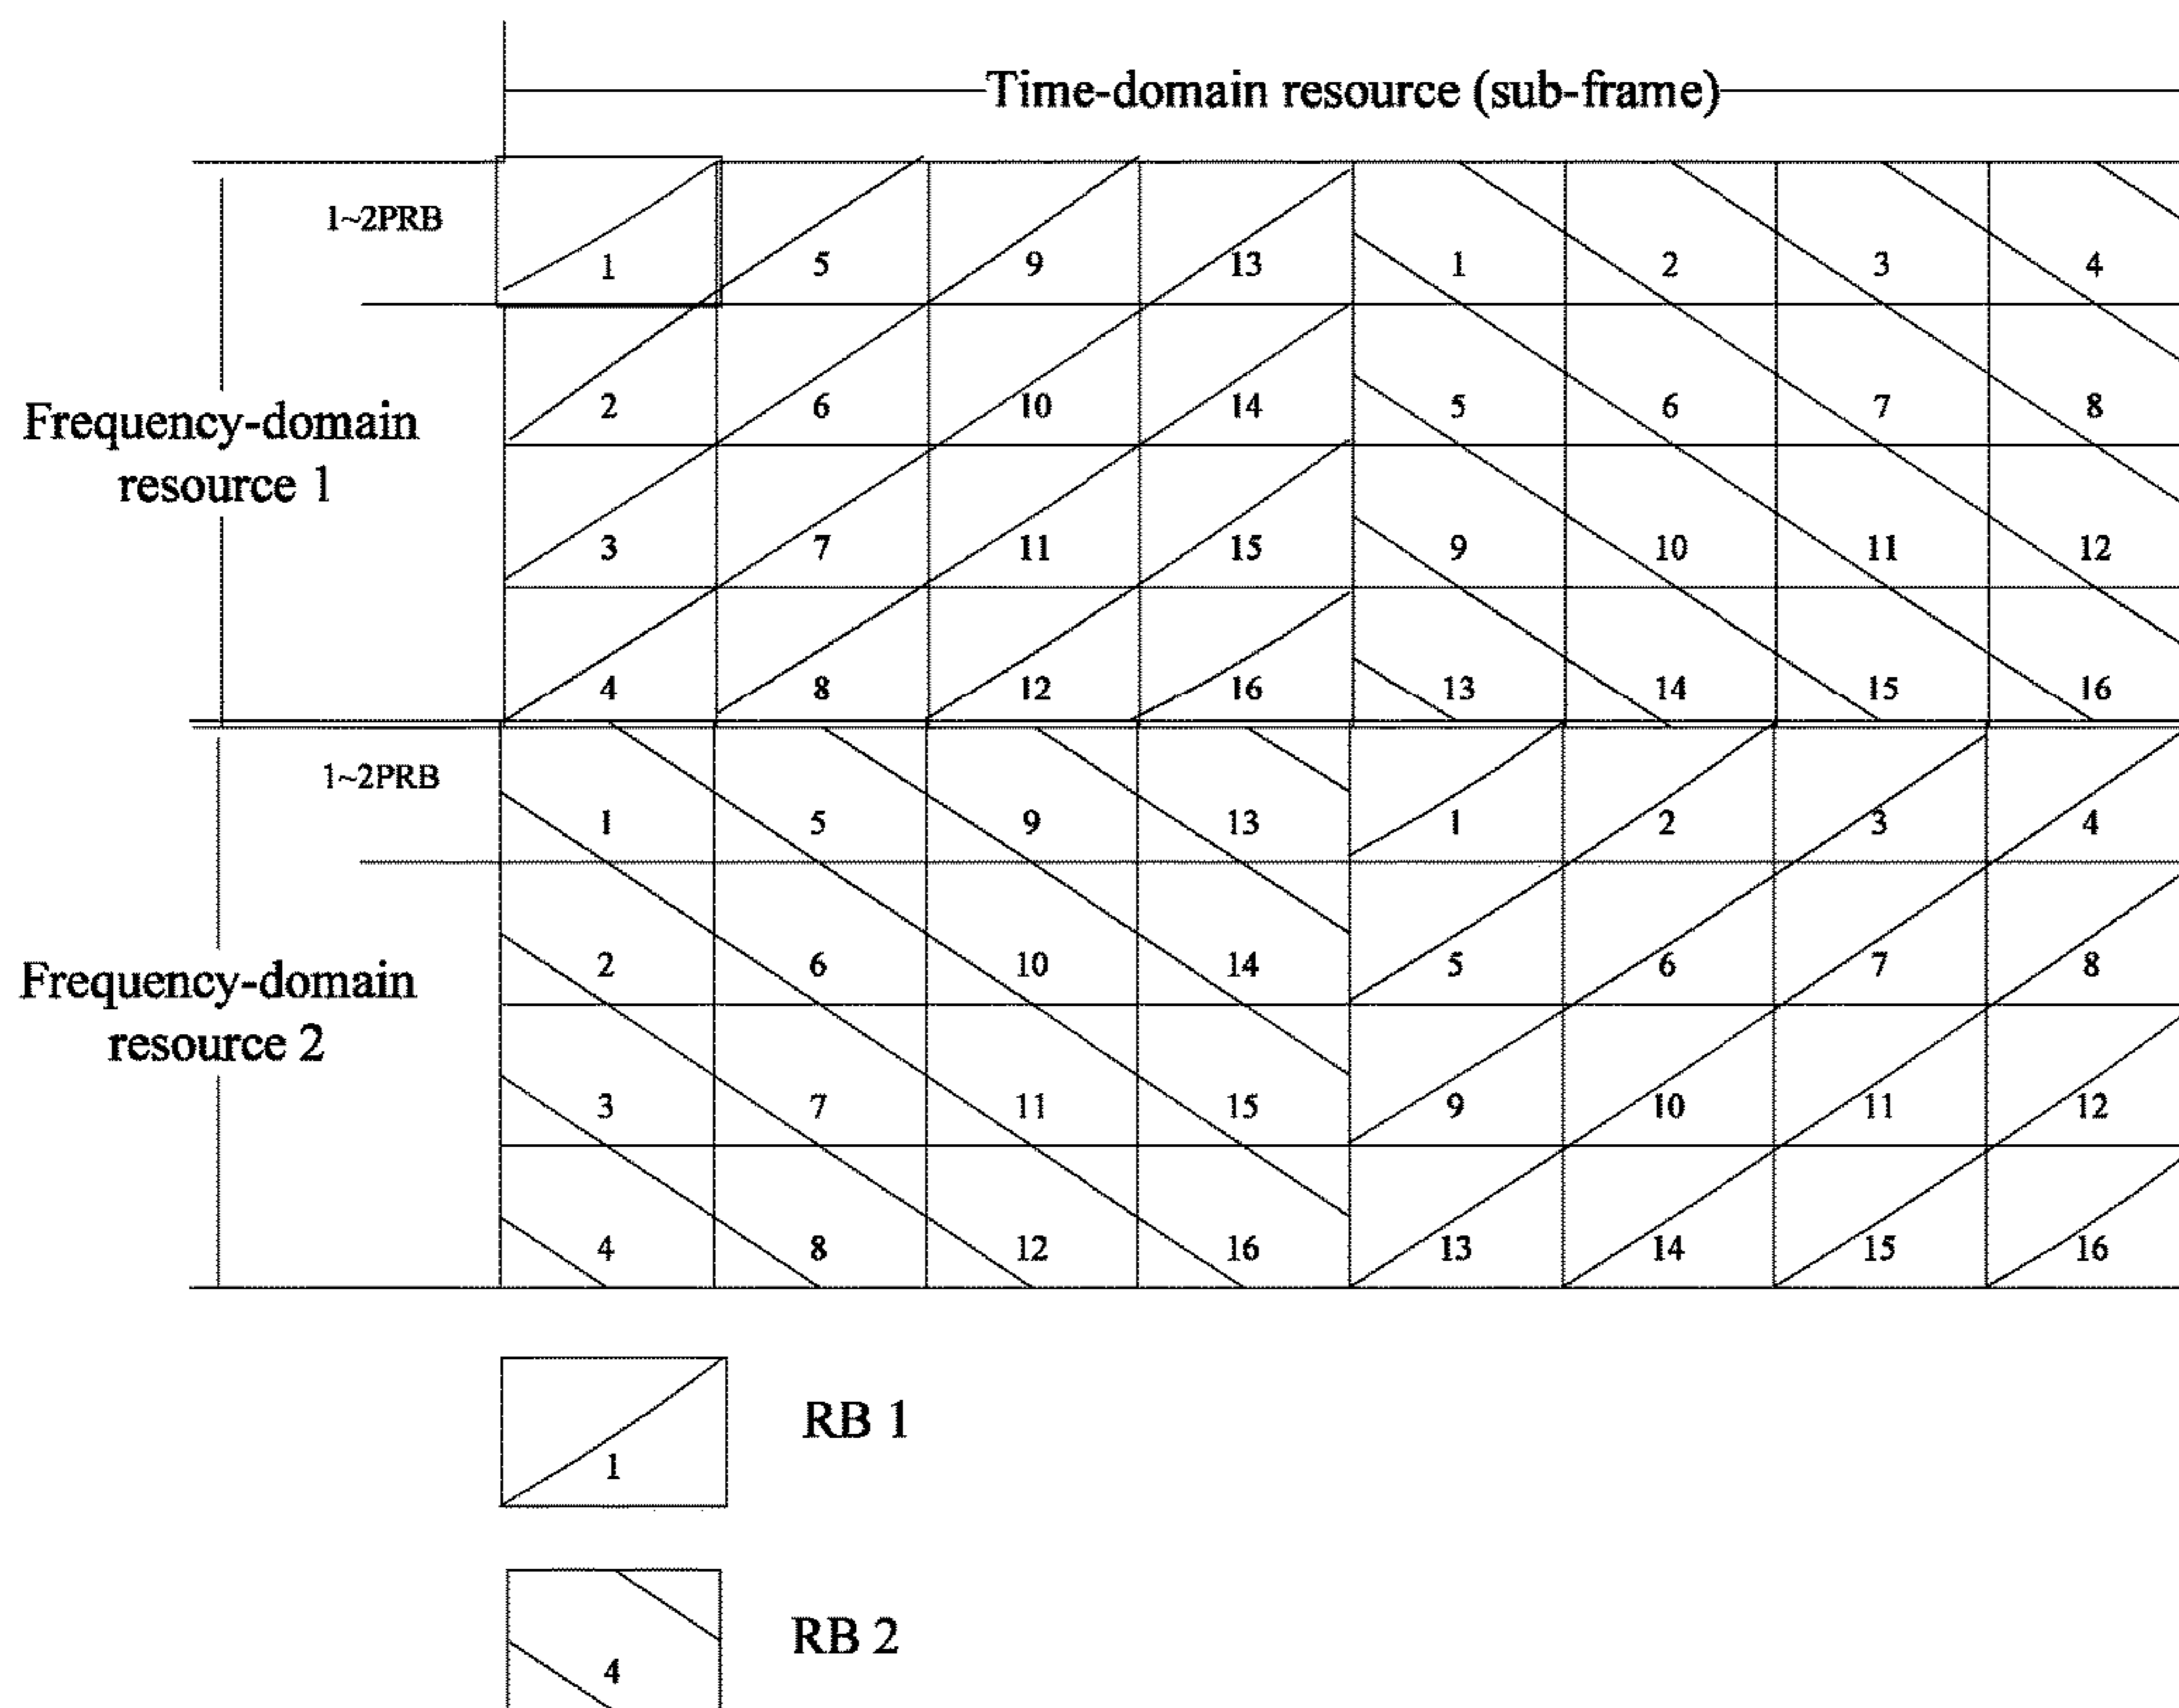 Time-domain resource (sub-frame)
1~2PRB
1 5 9 13 1 2 3 4
2 6 10 14 5 6 7 8
Frequency-domain
resource 1
3 7 11 15 9 10 11 12
4 8 12 16 13 14 15 16
1~2PRB
1 5 9 13 1 2 3 4
2 6 10 14 5 6 7 8
Frequency-domain
resource 2
3 7 11 15 9 10 11 12
4 8 12 16 13 14 15 16
1 RB 1
4 RB 2